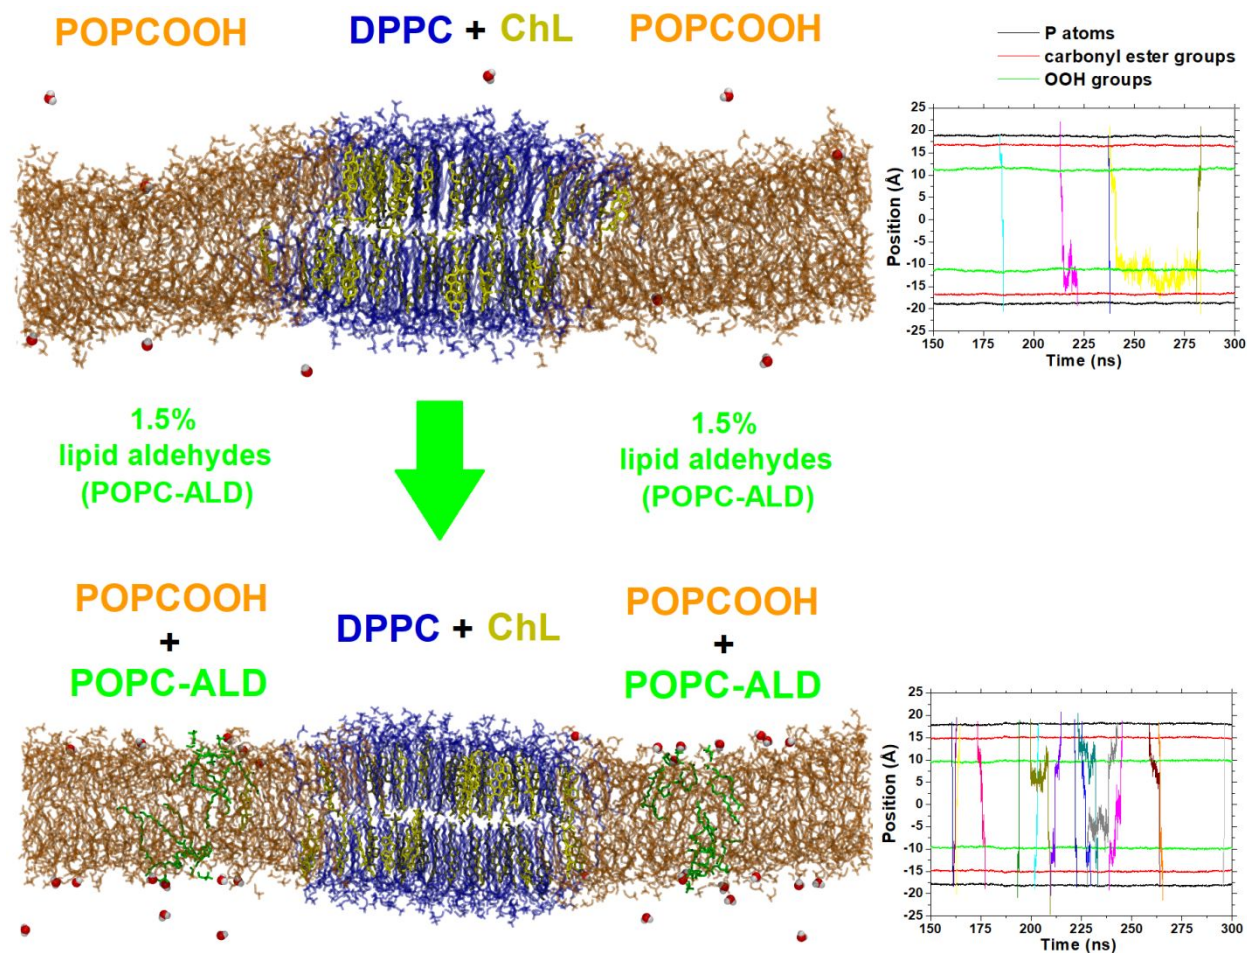 POPCOOH DPPC + ChL POPCOOH
P atoms
carbonyl ester groups
OOH groups
25
20
15
10
5
0
-5
-10
-15
-20
-25
Position (Å)
150 175 200 225 250 275 300
Time (ns)
1.5%
lipid aldehydes
(POPC-ALD)
1.5%
lipid aldehydes
(POPC-ALD)
POPCOOH
+
POPC-ALD
DPPC + ChL
POPCOOH
+
POPC-ALD
25
20
15
10
5
0
-5
-10
-15
-20
-25
Position (Å)
150 175 200 225 250 275 300
Time (ns)